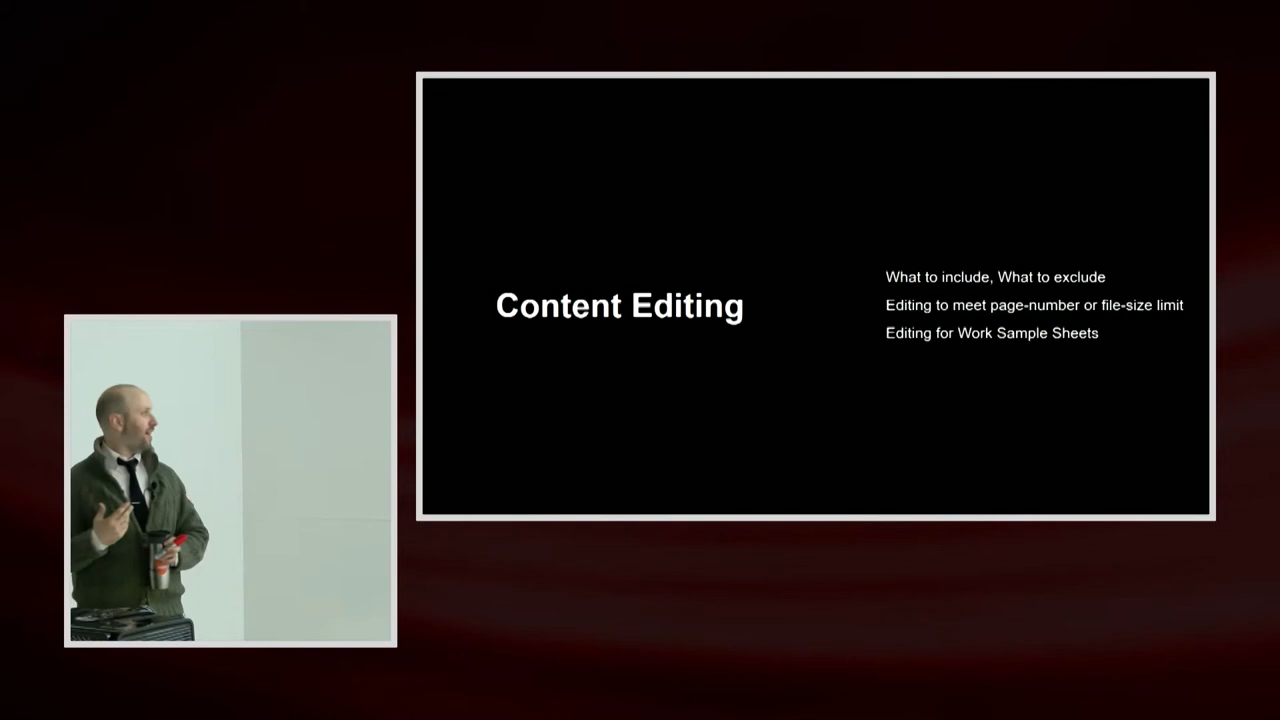 Content Editing
What to include, What to exclude
Editing to meet page-number or file-size limit
Editing for Work Sample Sheets